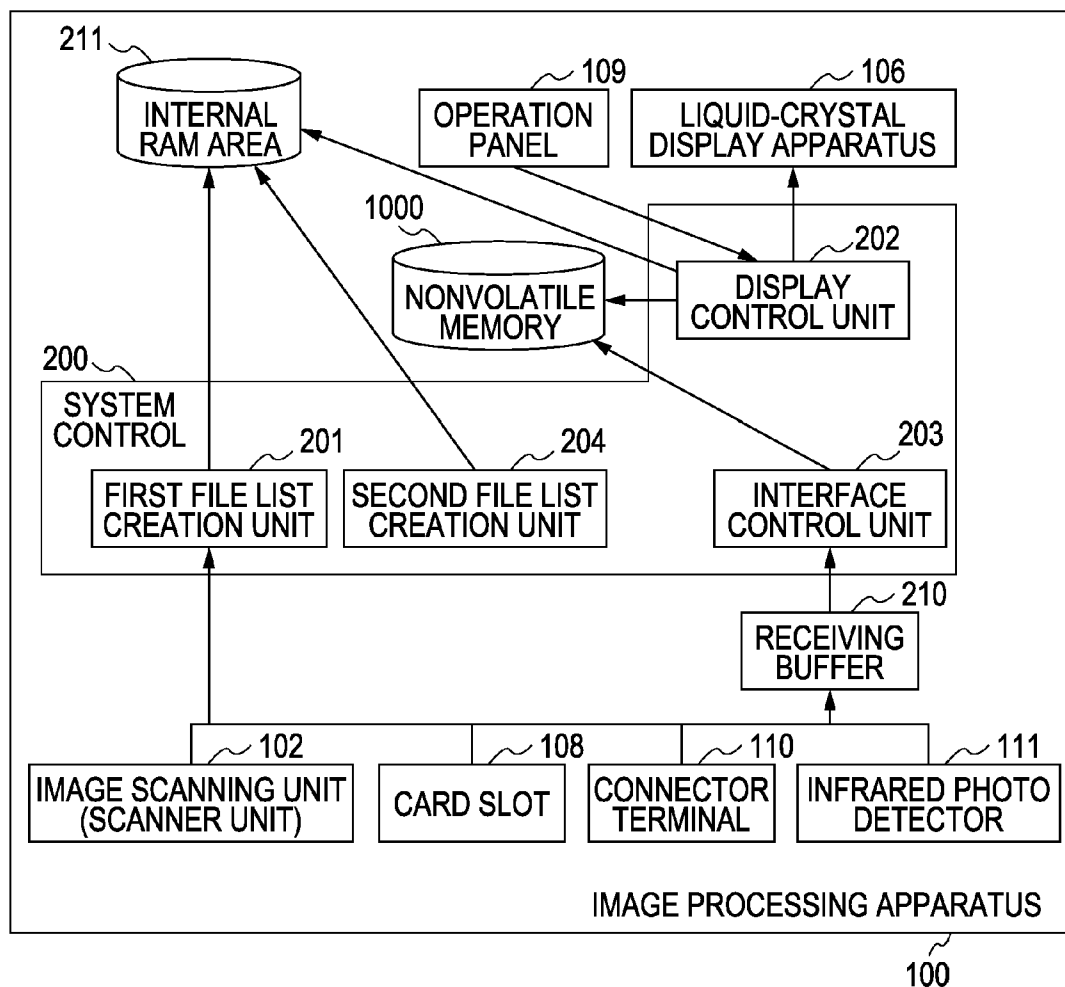 211
INTERNAL
RAM AREA
109
OPERATION
PANEL
106
LIQUID-CRYSTAL
DISPLAY APPARATUS
1000
NONVOLATILE
MEMORY
202
DISPLAY
CONTROL UNIT
200
SYSTEM
CONTROL
201
FIRST FILE LIST
CREATION UNIT
204
SECOND FILE LIST
CREATION UNIT
203
INTERFACE
CONTROL UNIT
210
RECEIVING
BUFFER
102
IMAGE SCANNING UNIT
(SCANNER UNIT)
108
CARD SLOT
110
CONNECTOR
TERMINAL
111
INFRARED PHOTO
DETECTOR
IMAGE PROCESSING APPARATUS
100